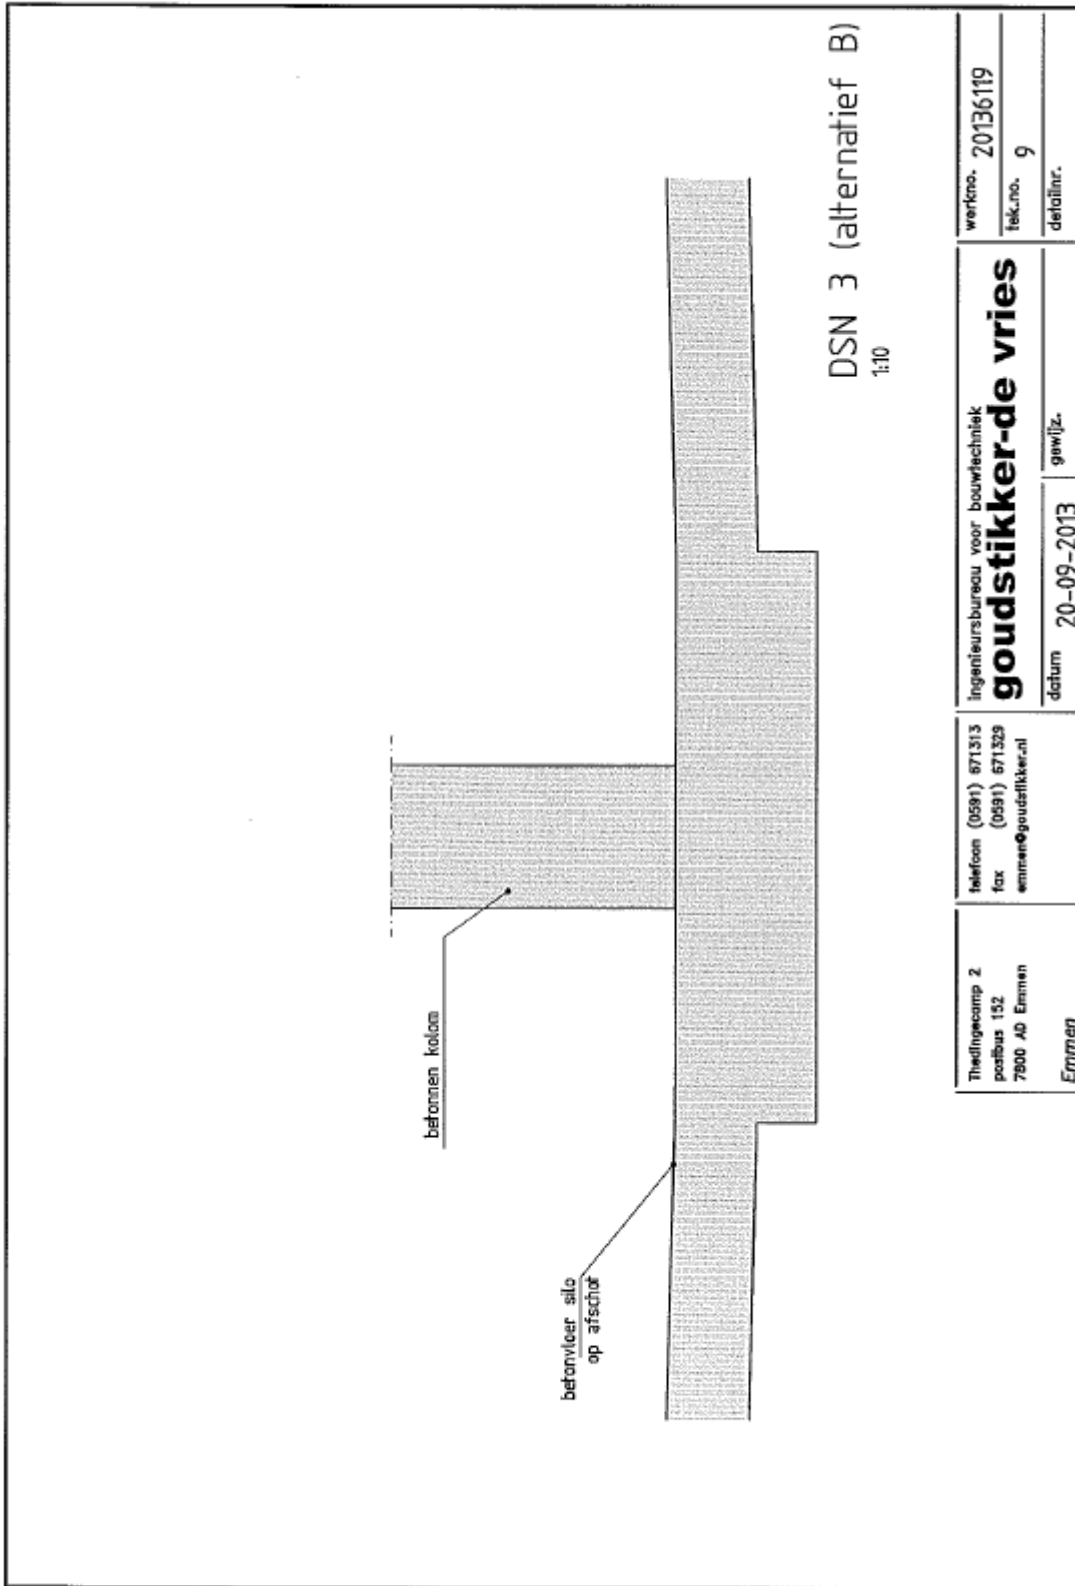 betonnen kolom
betonvloer silo
op afschot
DSN 3 (alternatief B)
1:10
Thedingecamp 2
postbus 152
7800 AD Emmen
Emmen
telefoon (0591) 671313
fax (0591) 671329
emmen@goudstikker.nl
ingenieursbureau voor bouwtechniek
goudstikker-de vries
datum 20-09-2013
gewijz.
werkno. 20136119
tek.no. 9
detailnr.